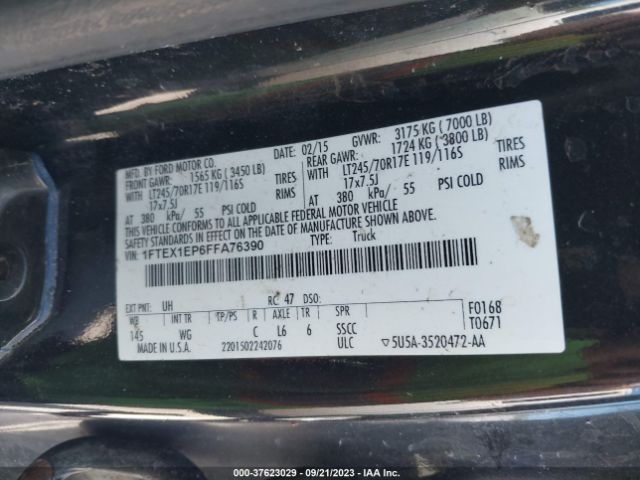 MFD. BY FORD MOTOR CO.
DATE: 02/15 GVWR: 3175 KG ( 7000 LB)
FRONT GAWR: 1565 KG ( 3450 LB) REAR GAWR: 1724 KG ( 3800 LB)
WITH LT245/70R17E 119/116S TIRES WITH LT245/70R17E 119/116S TIRES
17x7.5J RIMS 17x7.5J RIMS
AT 380 kPa/ 55 PSI COLD AT 380 kPa/ 55 PSI COLD
THIS VEHICLE CONFORMS TO ALL APPLICABLE FEDERAL MOTOR VEHICLE
SAFETY STANDARDS IN EFFECT ON THE DATE OF MANUFACTURE SHOWN ABOVE.
VIN: 1FTEX1EP6FFA76390
TYPE: Truck
EXT PNT: UH RC: 47 DSO:
WB INT TR TP/PS R AXLE TR SPR F0168
145 WG C L6 6 SSCC T0671
MADE IN U.S.A. 2201502242076 ULC ▽5U5A-3520472-AA
000-37623029 - 09/21/2023 - IAA Inc.